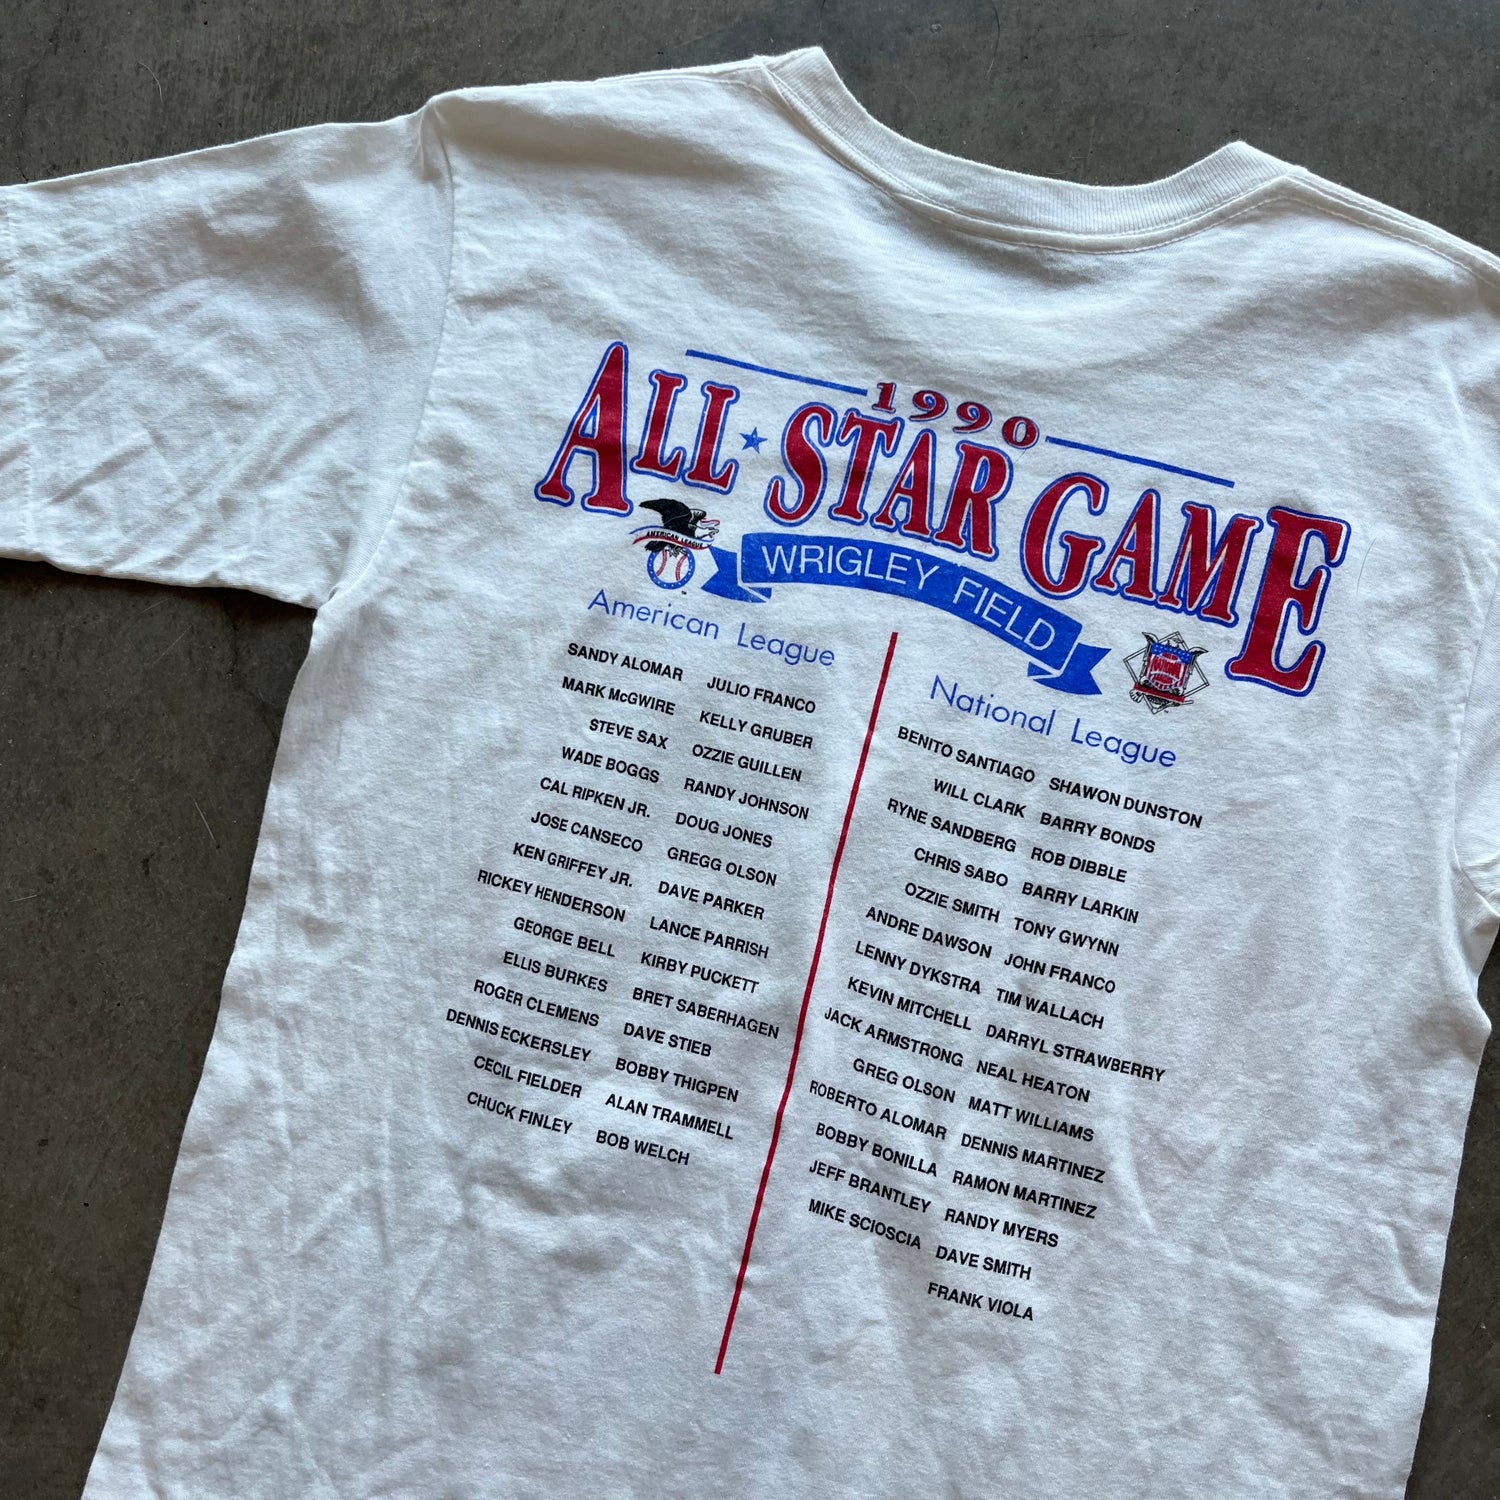 1990
ALL★STAR GAME
AMERICAN LEAGUE
WRIGLEY FIELD
American League
SANDY ALOMAR
MARK McGWIRE
STEVE SAX
WADE BOGGS
CAL RIPKEN JR.
JOSE CANSECO
KEN GRIFFEY JR.
RICKEY HENDERSON
GEORGE BELL
ELLIS BURKES
ROGER CLEMENS
DENNIS ECKERSLEY
CECIL FIELDER
CHUCK FINLEY
JULIO FRANCO
KELLY GRUBER
OZZIE GUILLEN
RANDY JOHNSON
DOUG JONES
GREGG OLSON
DAVE PARKER
LANCE PARRISH
KIRBY PUCKETT
BRET SABERHAGEN
DAVE STIEB
BOBBY THIGPEN
ALAN TRAMMELL
BOB WELCH
National League
BENITO SANTIAGO
WILL CLARK
RYNE SANDBERG
CHRIS SABO
OZZIE SMITH
ANDRE DAWSON
LENNY DYKSTRA
KEVIN MITCHELL
JACK ARMSTRONG
GREG OLSON
ROBERTO ALOMAR
BOBBY BONILLA
JEFF BRANTLEY
MIKE SCIOSCIA
SHAWON DUNSTON
BARRY BONDS
ROB DIBBLE
BARRY LARKIN
TONY GWYNN
JOHN FRANCO
TIM WALLACH
DARRYL STRAWBERRY
NEAL HEATON
MATT WILLIAMS
DENNIS MARTINEZ
RAMON MARTINEZ
RANDY MYERS
DAVE SMITH
FRANK VIOLA